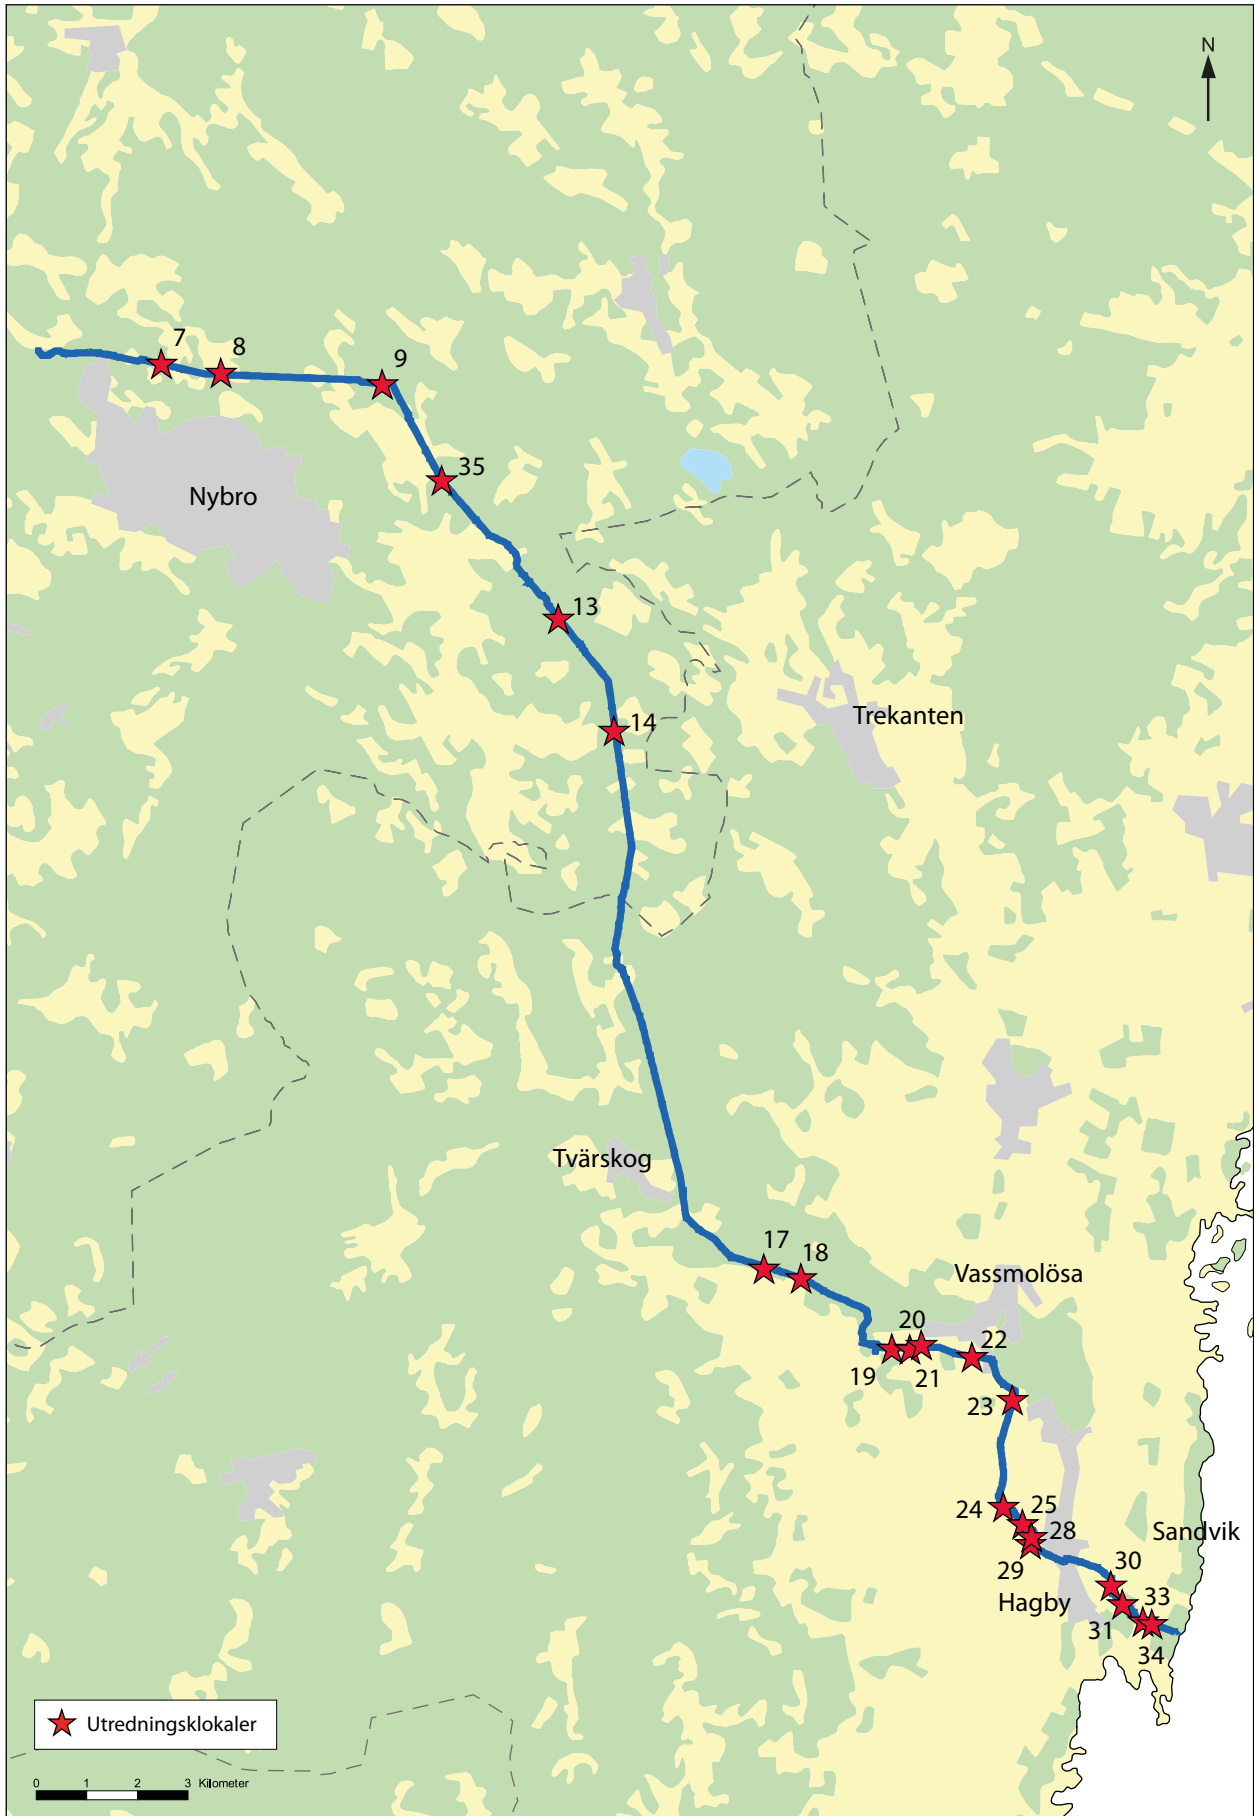 N
7
8
9
35
Nybro
13
14
Trekanten
Tvärskog
17
18
Vassmolösa
20
19
21
22
23
24
25
28
29
Sandvik
30
Hagby
33
31
34
Utredningsklokaler
0 1 2 3 Kilometer